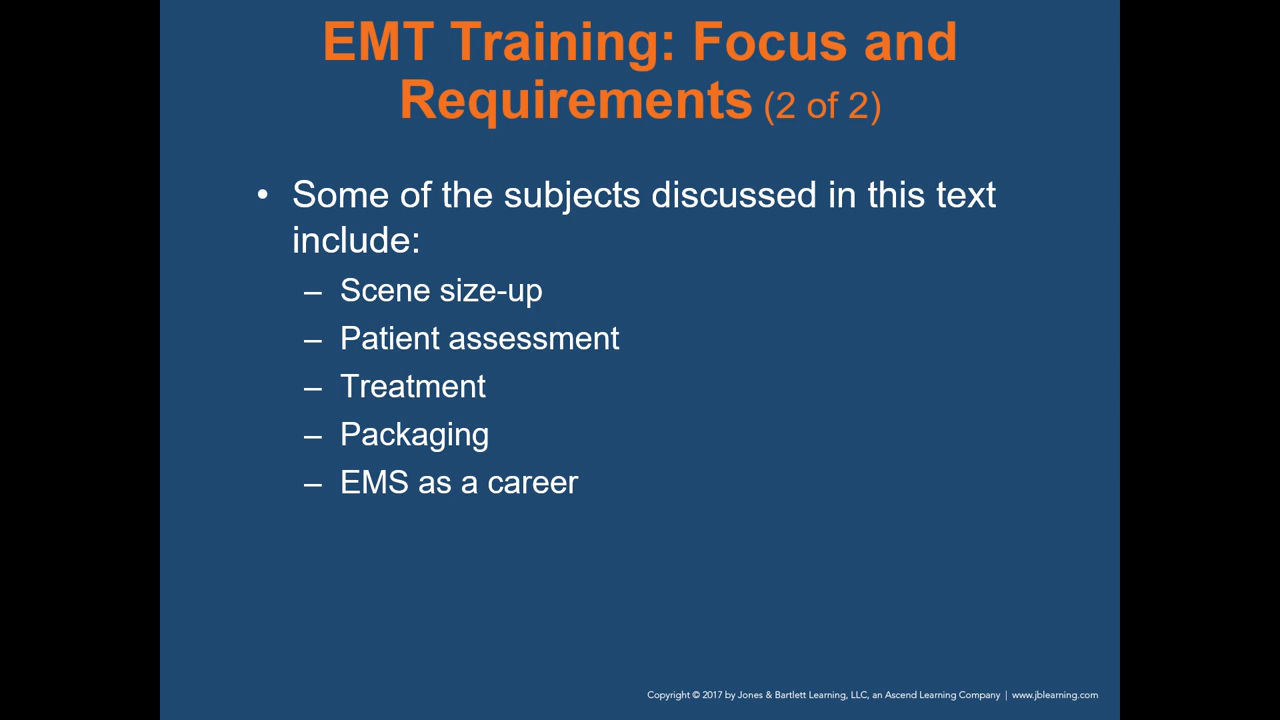 EMT Training: Focus and
Requirements (2 of 2)
• Some of the subjects discussed in this text
include:
– Scene size-up
– Patient assessment
– Treatment
– Packaging
– EMS as a career
Copyright © 2017 by Jones & Bartlett Learning, LLC, an Ascend Learning Company | www.jblearning.com